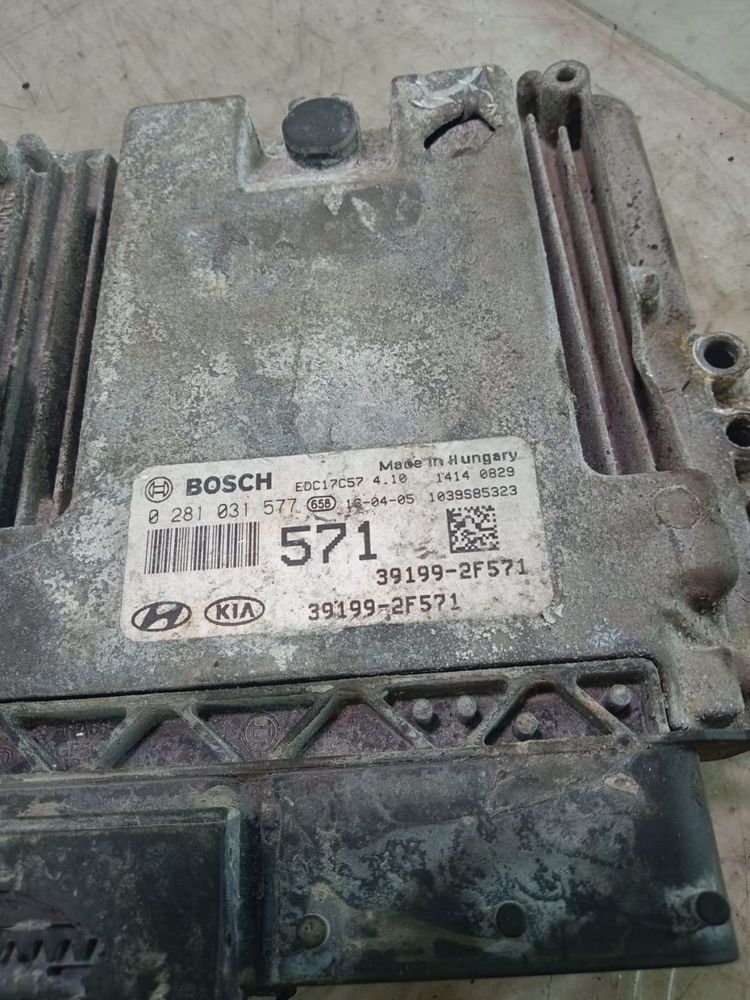 BOSCH EDC17C57 4.10 Made in Hungary
1414 0829
0 281 031 577 658 16-04-05 1039S85323
571
39199-2F571
KIA 39199-2F571